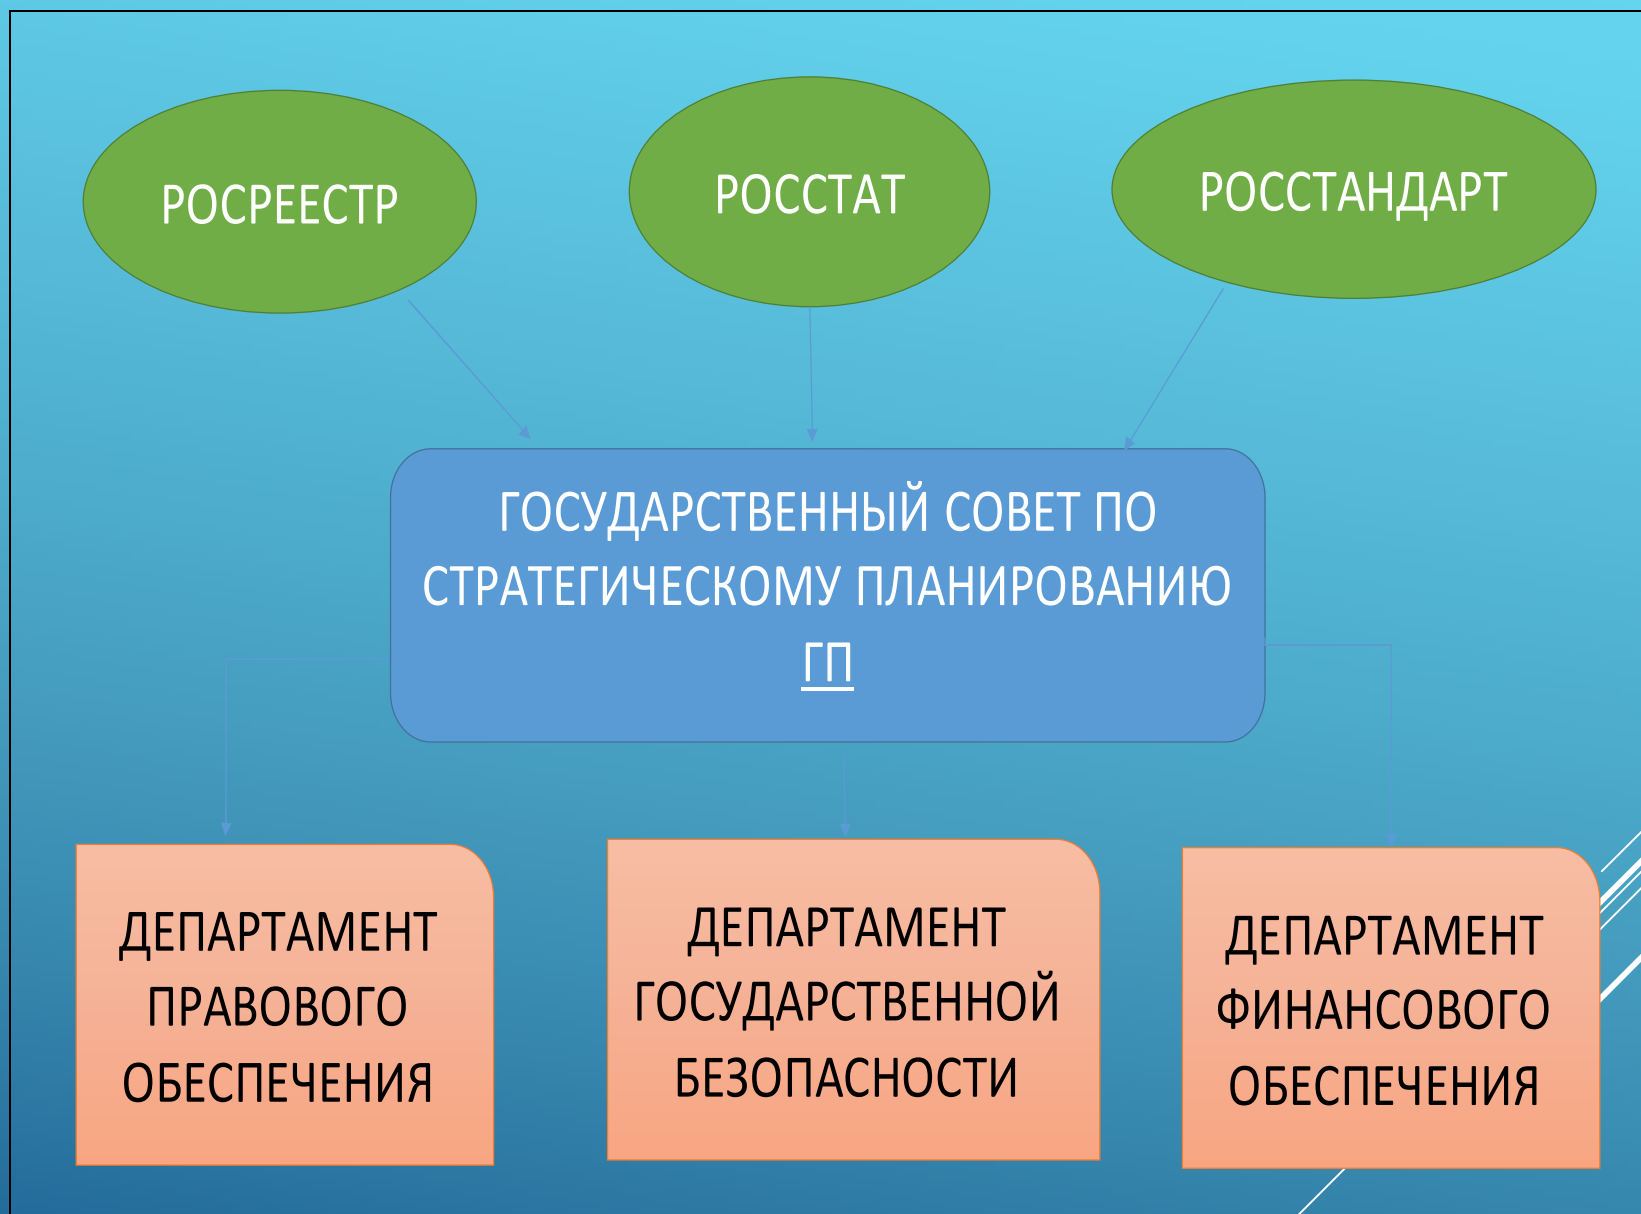 РОСРЕЕСТР
РОССТАТ
РОССТАНДАРТ
ГОСУДАРСТВЕННЫЙ СОВЕТ ПО
СТРАТЕГИЧЕСКОМУ ПЛАНИРОВАНИЮ
ГП
ДЕПАРТАМЕНТ
ПРАВОВОГО
ОБЕСПЕЧЕНИЯ
ДЕПАРТАМЕНТ
ГОСУДАРСТВЕННОЙ
БЕЗОПАСНОСТИ
ДЕПАРТАМЕНТ
ФИНАНСОВОГО
ОБЕСПЕЧЕНИЯ